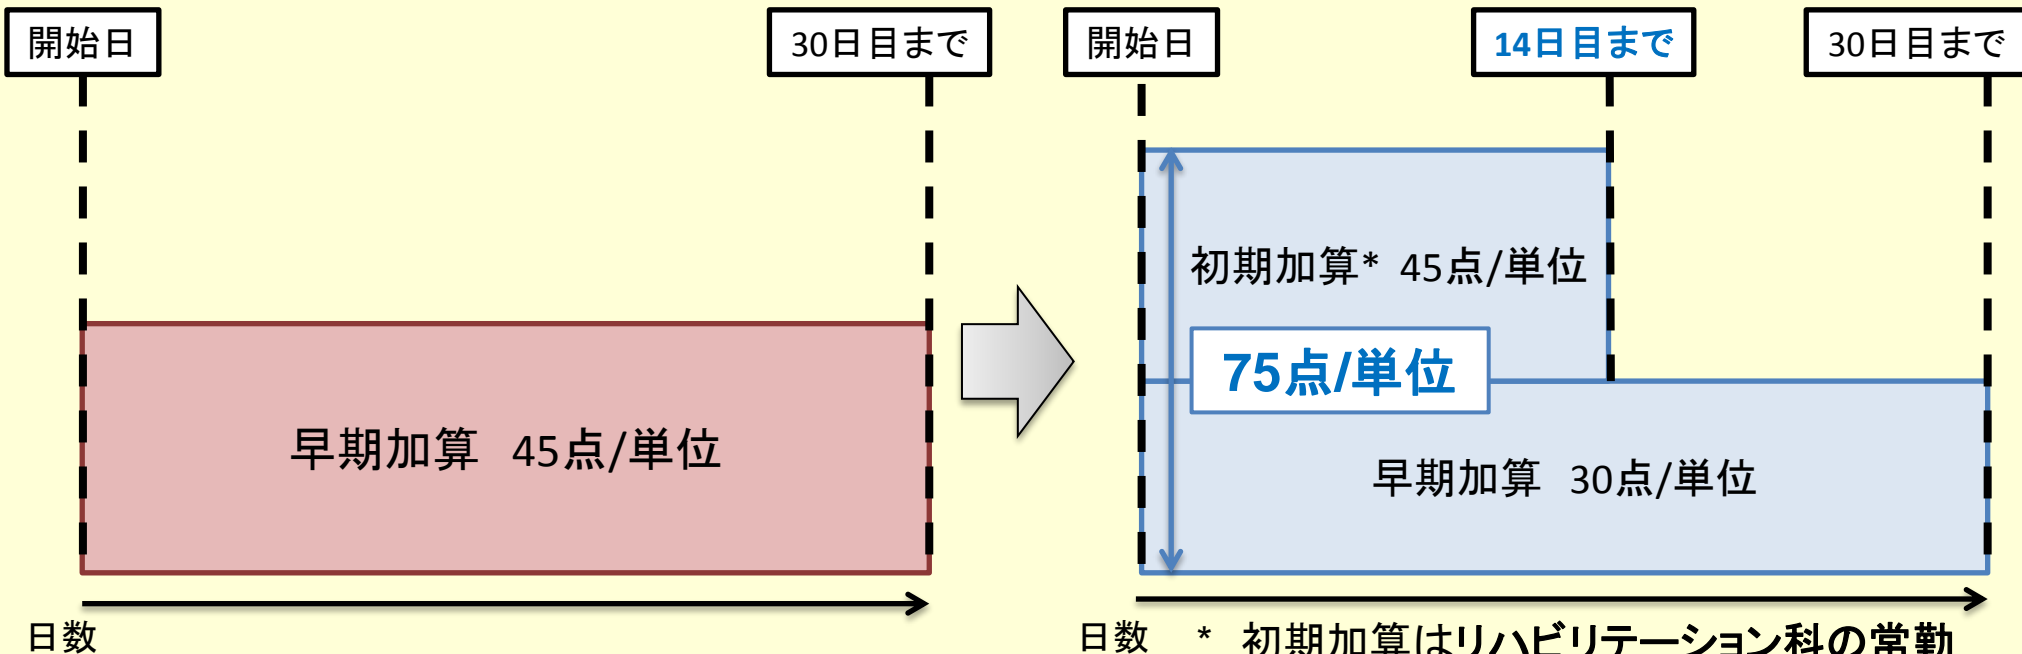 開始日
30日目まで
早期加算 45点/単位
日数
開始日
14日目まで
30日目まで
初期加算* 45点/単位
75点/単位
早期加算 30点/単位
日数
* 初期加算はリハビリテーション科の常勤